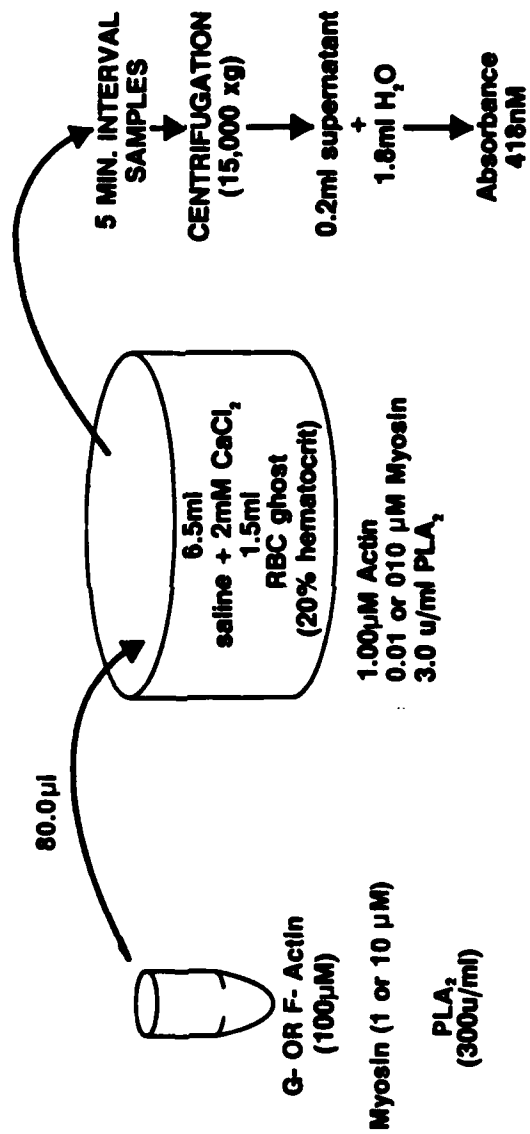 80.0µl
G- OR F- Actin
(100µM)
Myosin (1 or 10 µM)
PLA₂
(300u/ml)
6.5ml
saline + 2mM CaCl₂
1.5ml
RBC ghost
(20% hematocrit)
1.00µM Actin
0.01 or 010 µM Myosin
3.0 u/ml PLA₂
5 MIN. INTERVAL
SAMPLES
CENTRIFUGATION
(15,000 xg)
0.2ml supernatant
+
1.8ml H₂O
Absorbance
418nM